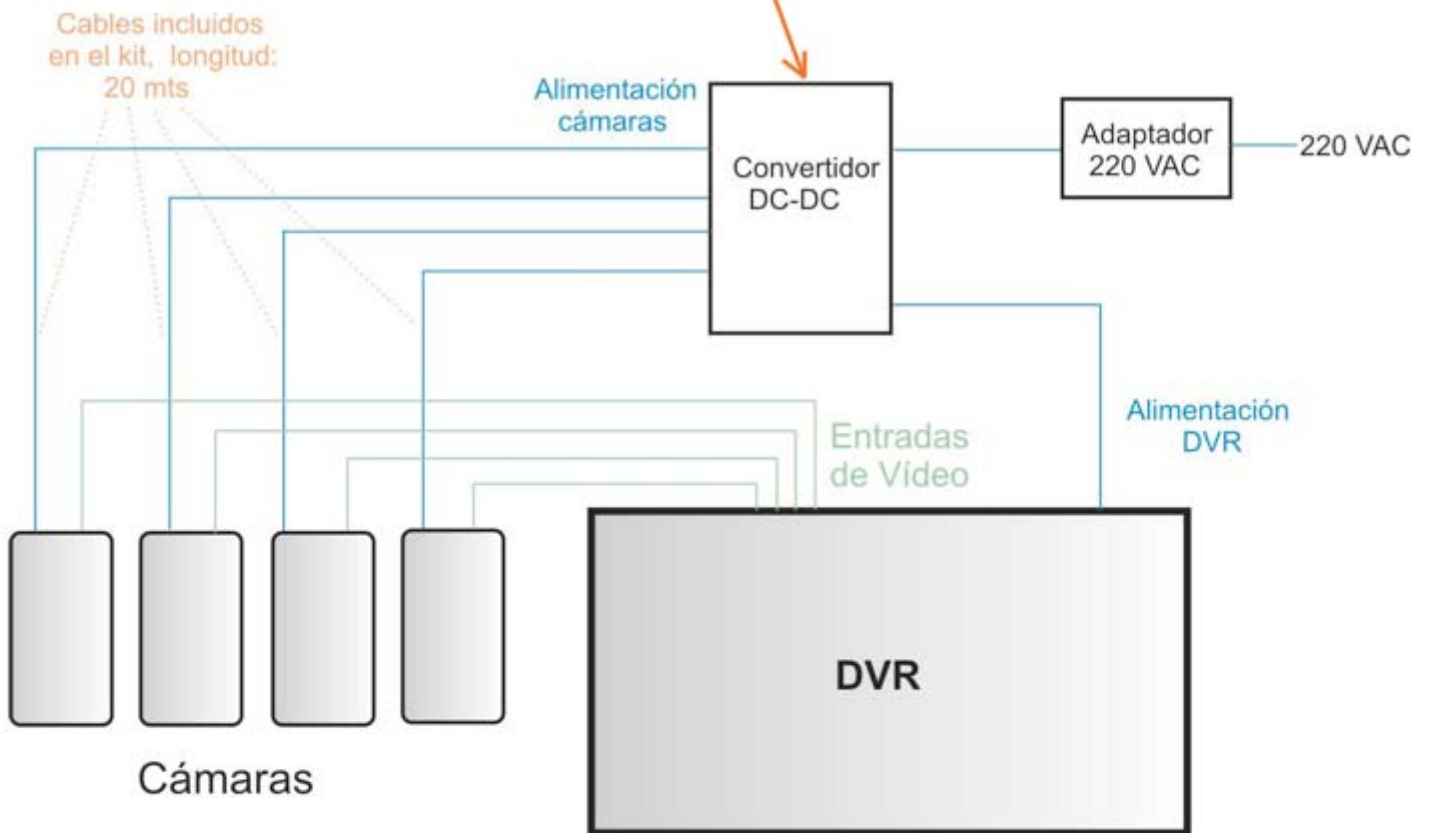 Cables incluidos
en el kit, longitud:
20 mts
Alimentación
cámaras
Convertidor
DC-DC
Adaptador
220 VAC
220 VAC
Alimentación
DVR
Entradas
de Vídeo
DVR
Cámaras